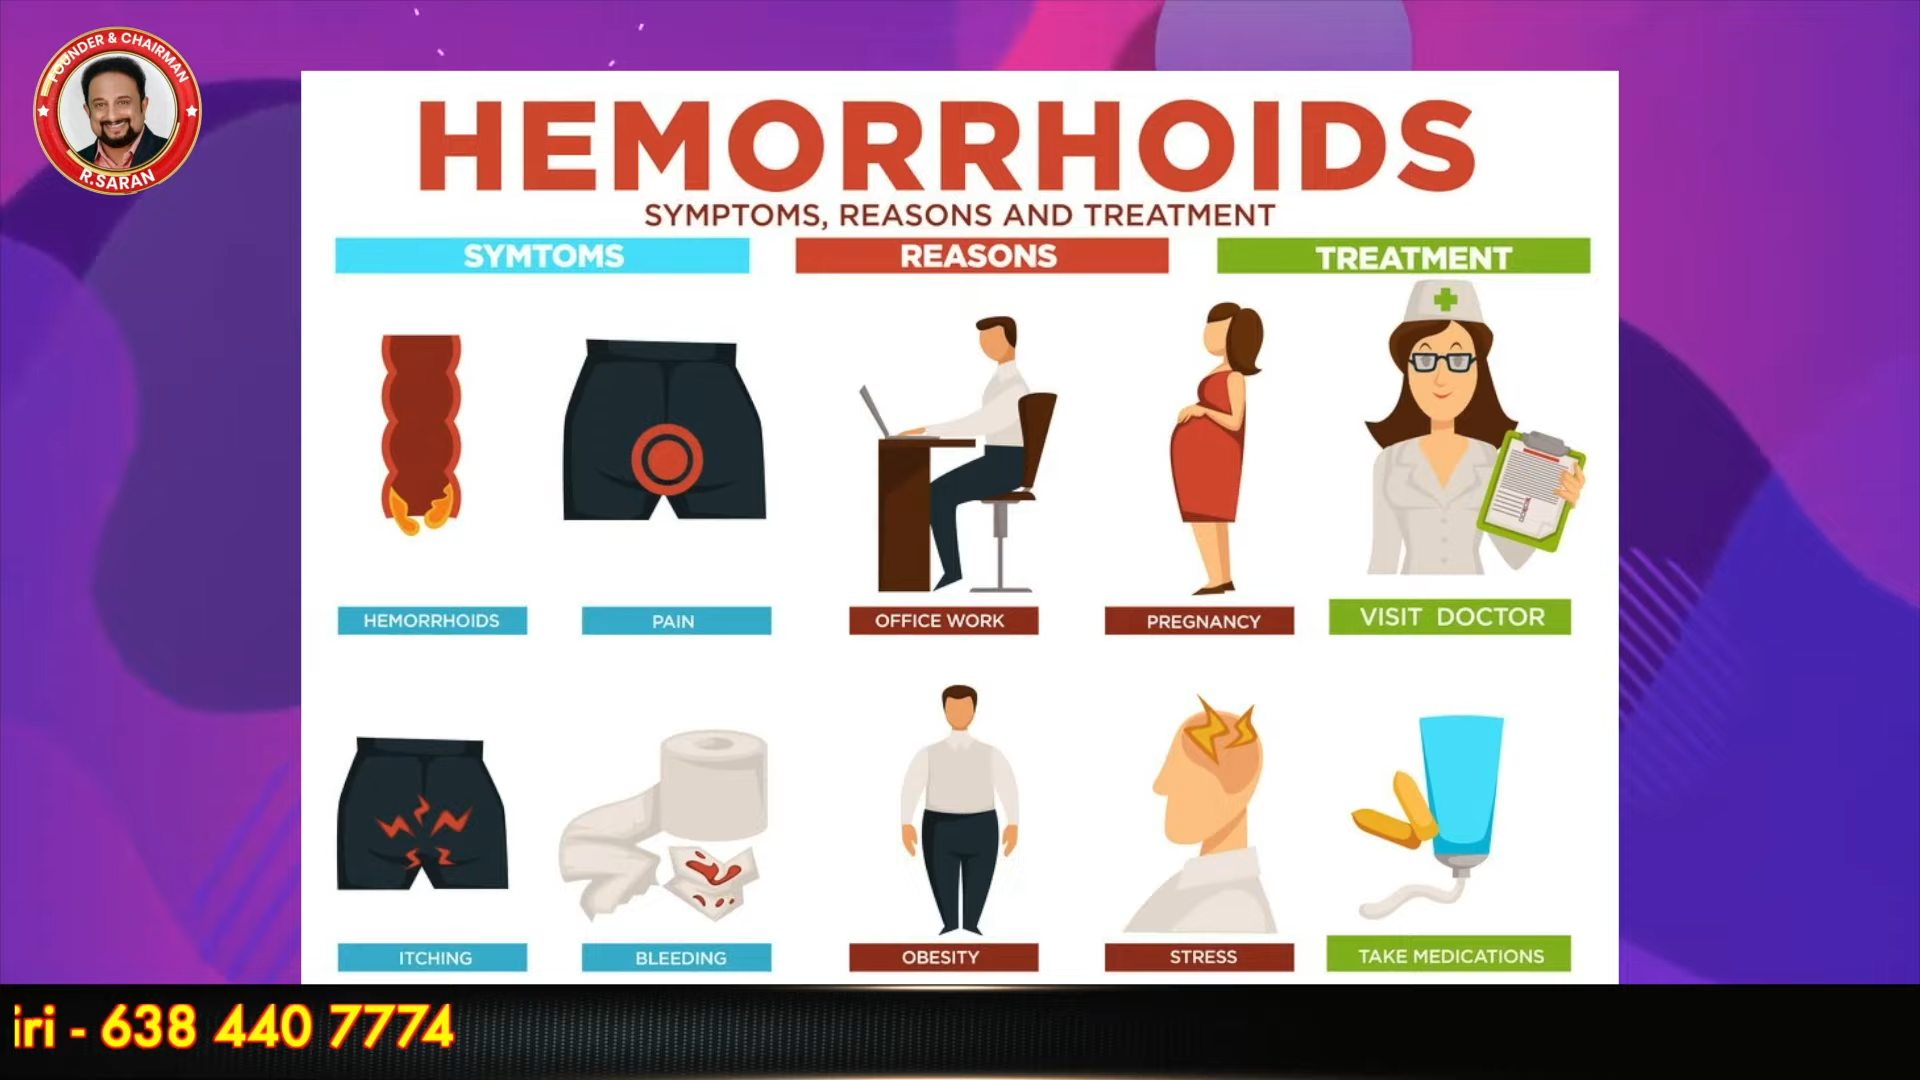 FOUNDER & CHAIRMAN
R.SARAN
HEMORRHOIDS
SYMPTOMS, REASONS AND TREATMENT
SYMTOMS
REASONS
TREATMENT
HEMORRHOIDS
PAIN
OFFICE WORK
PREGNANCY
VISIT DOCTOR
ITCHING
BLEEDING
OBESITY
STRESS
TAKE MEDICATIONS
iri - 638 440 7774